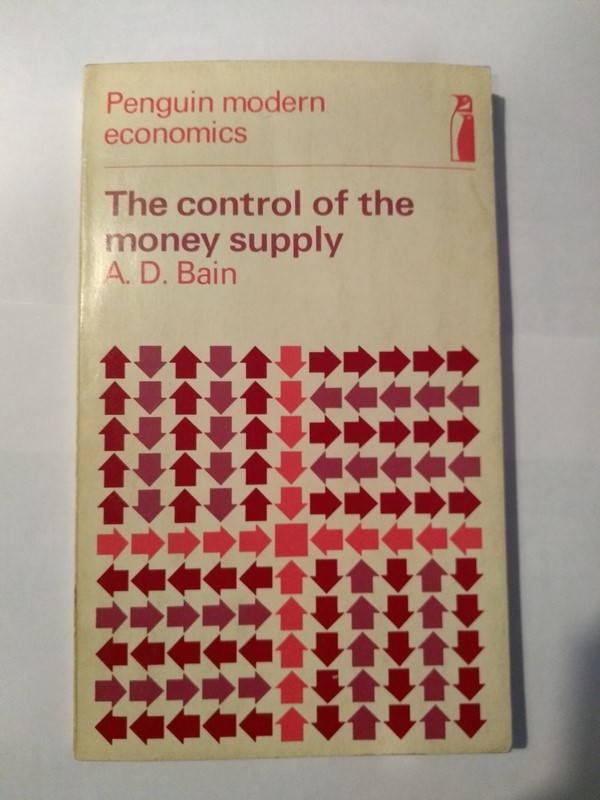 Penguin modern
economics
The control of the
money supply
A. D. Bain